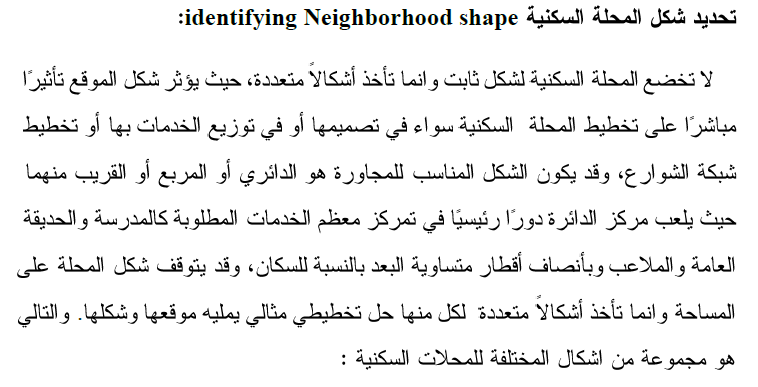 تحديد شكل المحلة السكنية identifying Neighborhood shape:
لا تخضع المحلة السكنية لشكل ثابت وانما تأخذ أشكالاً متعددة، حيث يؤثر شكل الموقع تأثيرًا
مباشرًا على تخطيط المحلة السكنية سواء في تصميمها أو في توزيع الخدمات بها أو تخطيط
شبكة الشوارع، وقد يكون الشكل المناسب للمجاورة هو الدائري أو المربع أو القريب منهما
حيث يلعب مركز الدائرة دورًا رئيسيًا في تمركز معظم الخدمات المطلوبة كالمدرسة والحديقة
العامة والملاعب وبأنصاف أقطار متساوية البعد بالنسبة للسكان، وقد يتوقف شكل المحلة على
المساحة وانما تأخذ أشكالاً متعددة لكل منها حل تخطيطي مثالي يمليه موقعها وشكلها. والتالي
هو مجموعة من اشكال المختلفة للمحلات السكنية :